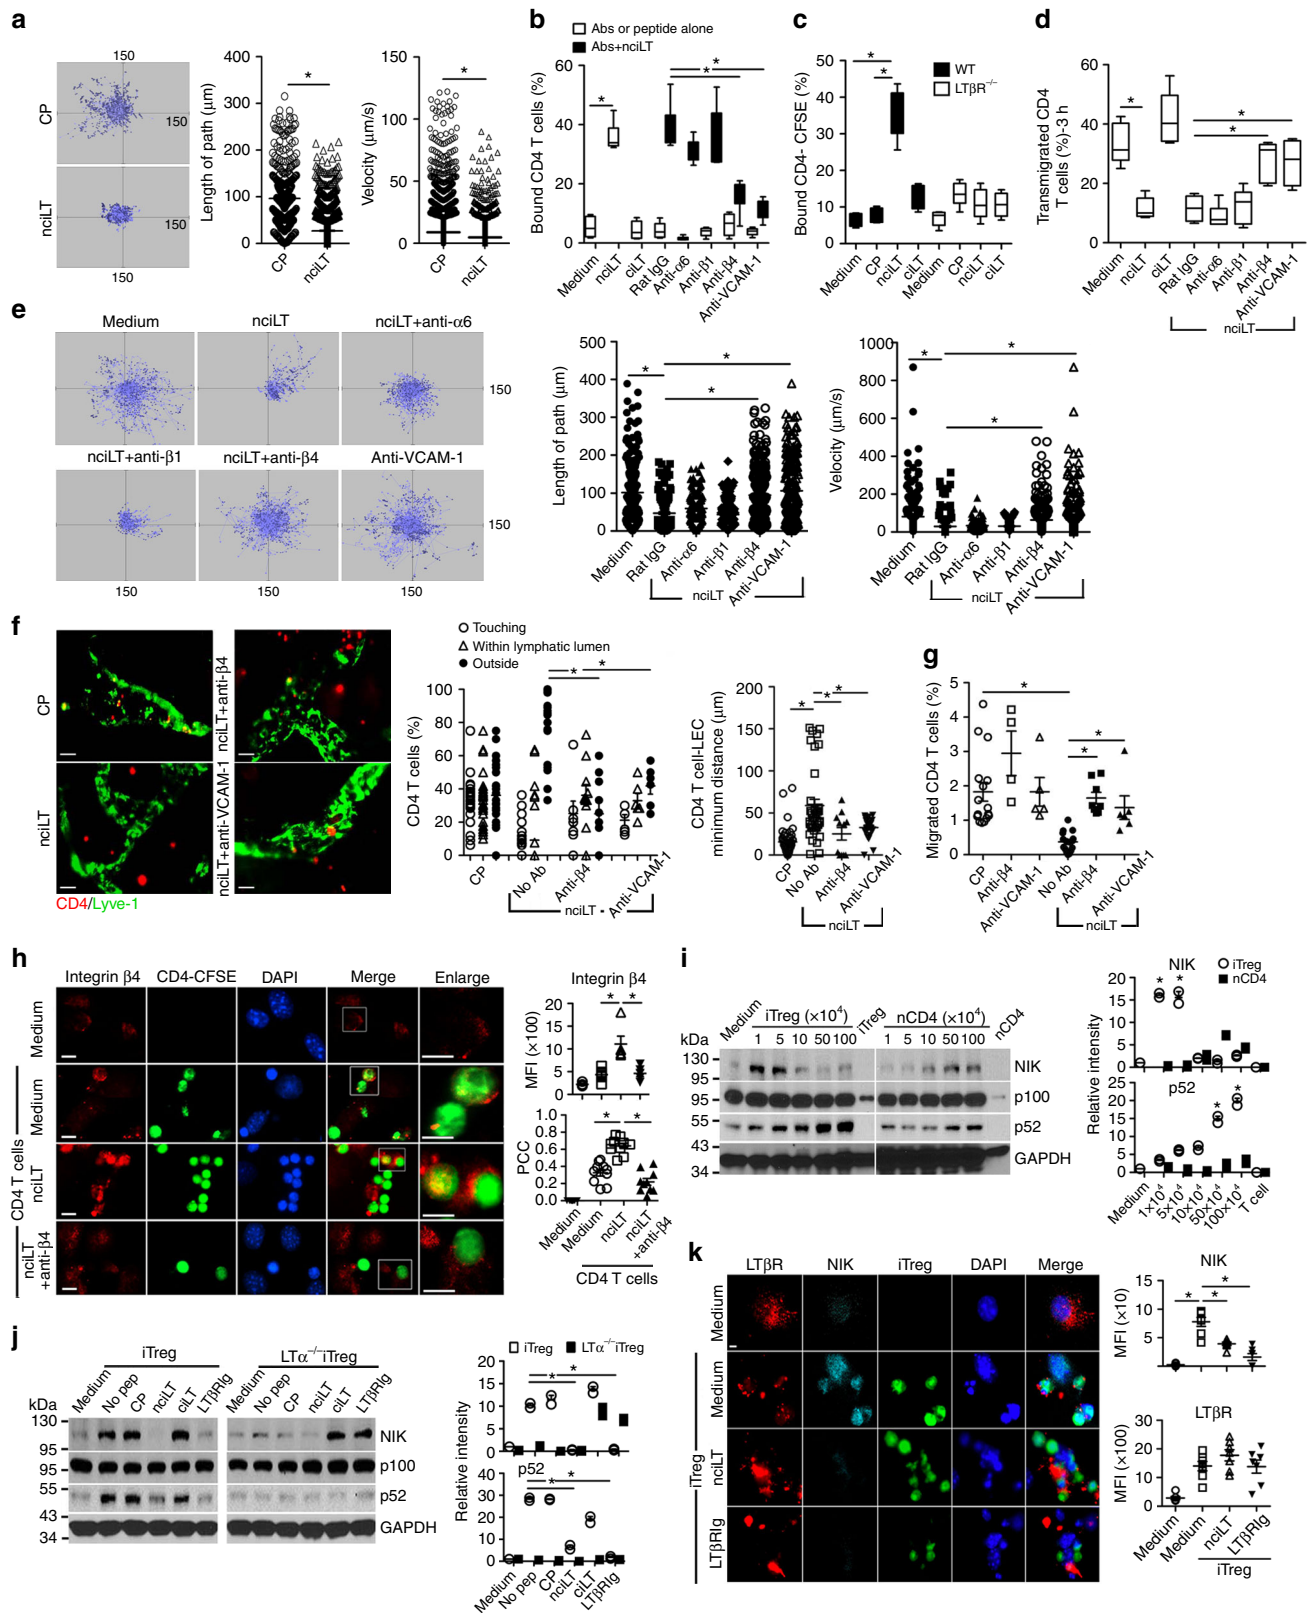 a
150
CP
150
nciLT
150
150
Length of path (μm)
400
300
200
100
0
*
CP
nciLT
Velocity (μm/s)
150
100
50
0
*
CP
nciLT
b
Abs or peptide alone
Abs+nciLT
Bound CD4 T cells (%)
60
40
20
0
*
*
*
Medium
nciLT
ciLT
Rat IgG
Anti-α6
Anti-β1
Anti-β4
Anti-VCAM-1
c
Bound CD4- CFSE (%)
50
40
30
20
10
0
*
*
WT
LTβR−/−
Medium
CP
nciLT
ciLT
Medium
CP
nciLT
ciLT
d
Transmigrated CD4
T cells (%)-3 h
60
40
20
0
*
*
*
Medium
nciLT
ciLT
Rat IgG
Anti-α6
Anti-β1
Anti-β4
Anti-VCAM-1
nciLT
e
Medium
nciLT
nciLT+anti-α6
150
nciLT+anti-β1
nciLT+anti-β4
Anti-VCAM-1
150
150
150
150
Length of path (μm)
500
400
300
200
100
0
*
*
*
Medium
Rat IgG
Anti-α6
Anti-β1
Anti-β4
Anti-VCAM-1
nciLT
Velocity (μm/s)
1000
800
600
400
200
0
*
*
*
Medium
Rat IgG
Anti-α6
Anti-β1
Anti-β4
Anti-VCAM-1
nciLT
f
CP
nciLT
nciLT+anti-β4
nciLT+anti-VCAM-1
CD4/Lyve-1
Touching
Within lymphatic lumen
Outside
CD4 T cells (%)
100
80
60
40
20
0
*
*
CP
No Ab
Anti-β4
Anti-VCAM-1
nciLT
CD4 T cell-LEC
minimum distance (μm)
200
150
100
50
0
*
*
*
CP
No Ab
Anti-β4
Anti-VCAM-1
nciLT
g
Migrated CD4 T cells (%)
5
4
3
2
1
0
*
*
*
CP
Anti-β4
Anti-VCAM-1
No Ab
Anti-β4
Anti-VCAM-1
nciLT
h
Integrin β4
CD4-CFSE
DAPI
Merge
Enlarge
Medium
Medium
nciLT
nciLT
+anti-β4
CD4 T cells
Integrin β4
MFI (×100)
20
15
10
5
0
*
*
PCC
1.0
0.8
0.6
0.4
0.2
0.0
*
*
Medium
Medium
nciLT
nciLT
+anti-β4
CD4 T cells
i
Medium
iTreg (×10⁴)
iTreg
nCD4 (×10⁴)
nCD4
kDa
1 5 10 50 100
1 5 10 50 100
130
95
NIK
95
p100
55
p52
43
34
GAPDH
NIK
iTreg
nCD4
Relative intensity
20
15
10
5
0
*
*
Relative intensity
p52
25
20
15
10
5
0
*
*
Medium
1×10⁴
5×10⁴
10×10⁴
50×10⁴
100×10⁴
T cell
j
iTreg
LTα−/−iTreg
kDa
Medium
No pep
CP
nciLT
ciLT
LTβRIg
Medium
No pep
CP
nciLT
ciLT
LTβRIg
130
95
NIK
95
p100
55
p52
43
34
GAPDH
iTreg
LTα−/−iTreg
Relative intensity
20
15
10
5
0
*
p52
40
30
20
10
0
*
*
Medium
No pep
CP
nciLT
ciLT
LTβRIg
k
LTβR
NIK
iTreg
DAPI
Merge
Medium
Medium
nciLT
LTβRIg
iTreg
NIK
MFI (×10)
15
10
5
*
*
*
LTβR
MFI (×100)
30
20
10
0
Medium
Medium
nciLT
LTβRIg
iTreg